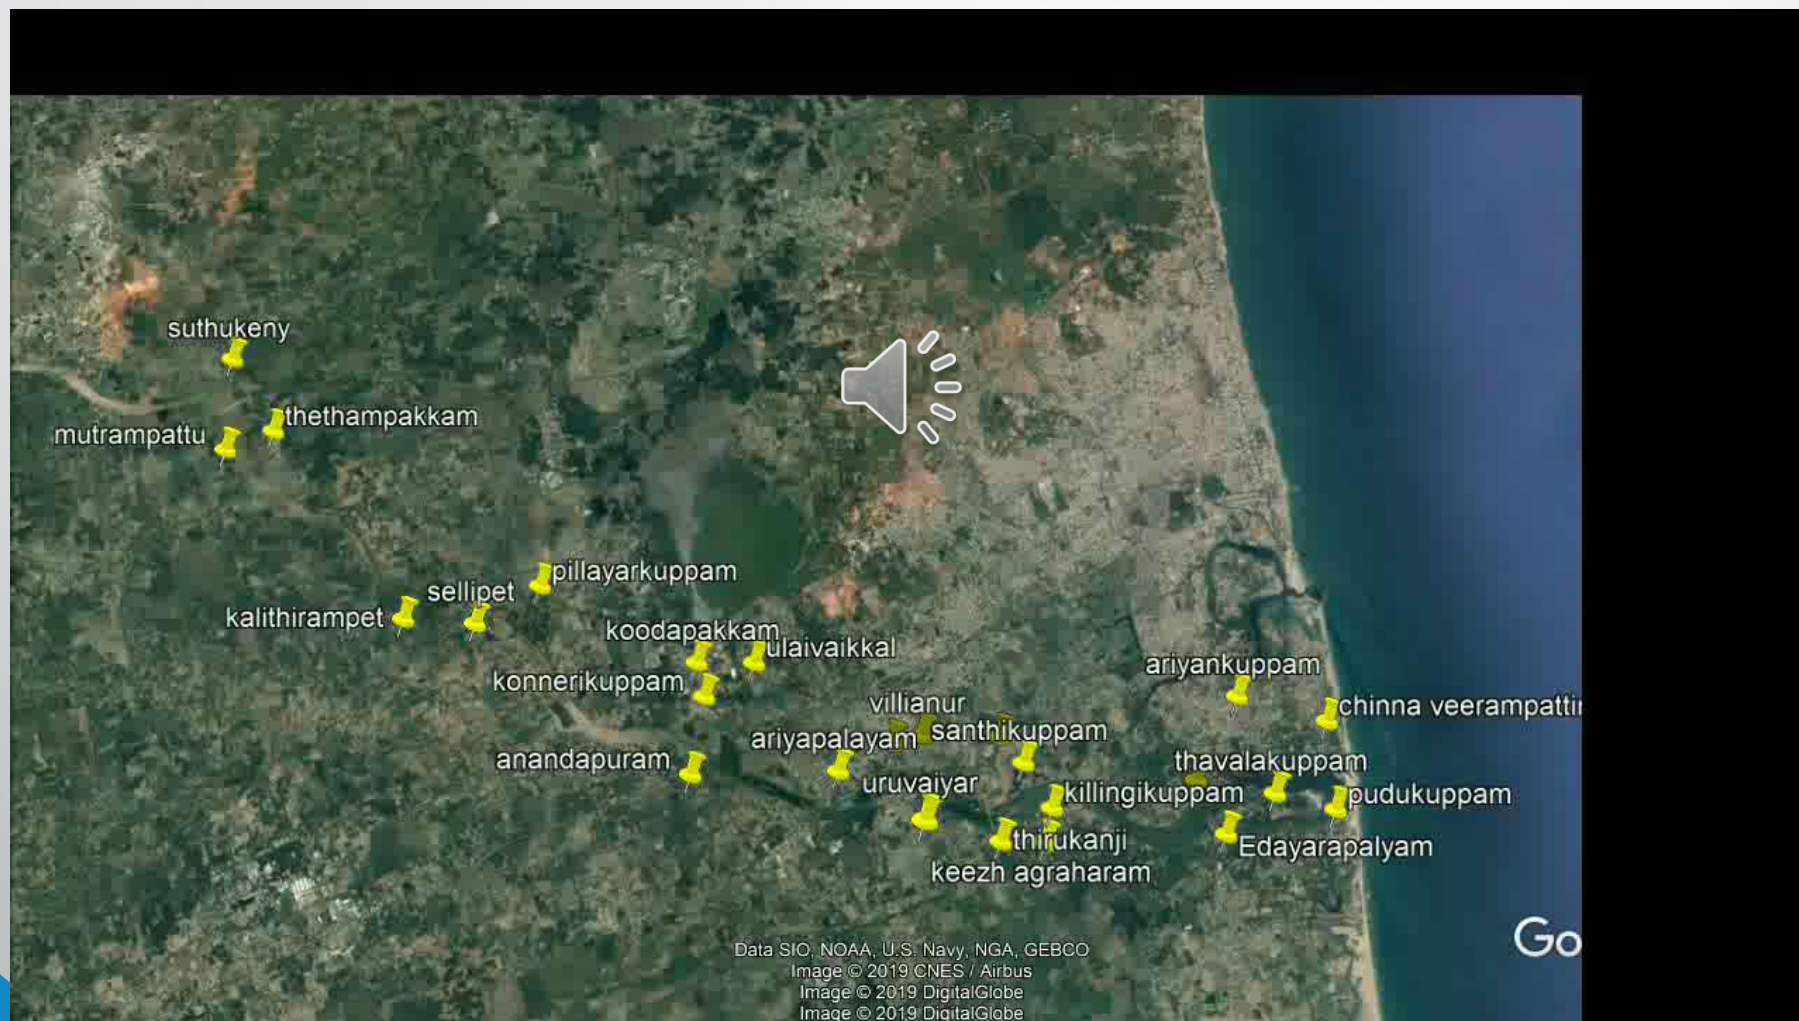 suthukeny
thethampakkam
mutrampattu
pillayarkuppam
sellipet
kalithirampet
koodapakkam
ulaivaikkal
ariyankuppam
konnerikuppam
villianur
chinna veerampattin
santhikuppam
ariyapalayam
anandapuram
thavalakuppam
uruvaiyar
killingikuppam
pudukuppam
thirukanji
Edayarapalyam
keezh agraharam
Go
Data SIO, NOAA, U.S. Navy, NGA, GEBCO
Image © 2019 CNES / Airbus
Image © 2019 DigitalGlobe
Image © 2019 DigitalGlobe